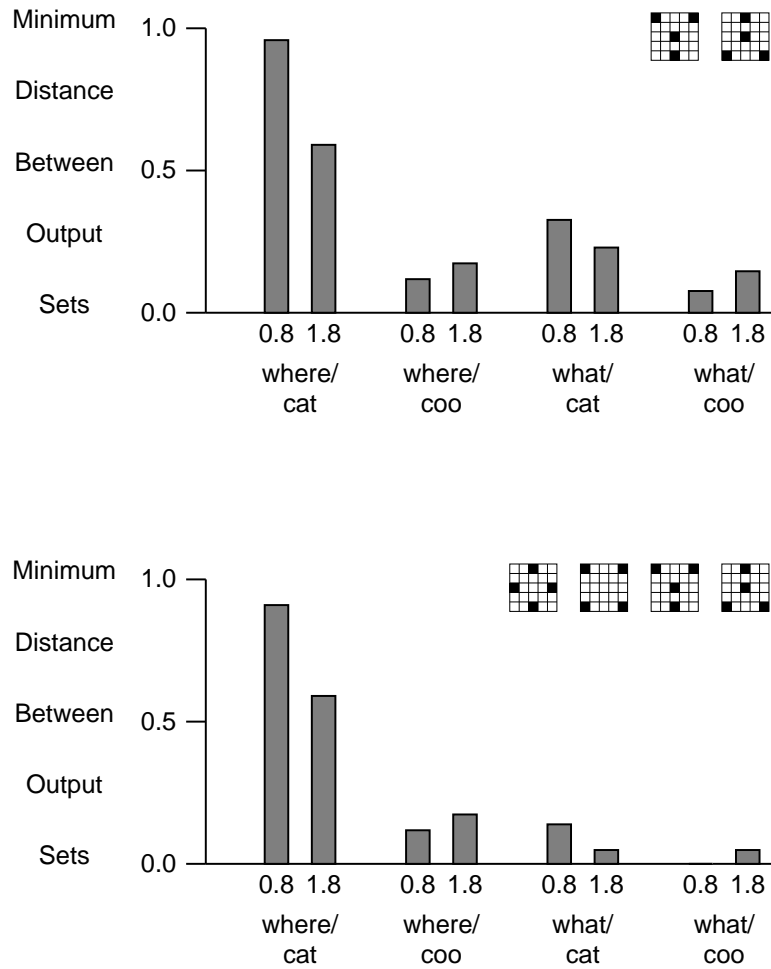 Minimum
Distance
Between
Output
Sets
1.0
0.5
0.0
0.8 1.8 0.8 1.8 0.8 1.8 0.8 1.8
where/ where/ what/ what/
cat coo cat coo
Minimum
Distance
Between
Output
Sets
1.0
0.5
0.0
0.8 1.8 0.8 1.8 0.8 1.8 0.8 1.8
where/ where/ what/ what/
cat coo cat coo